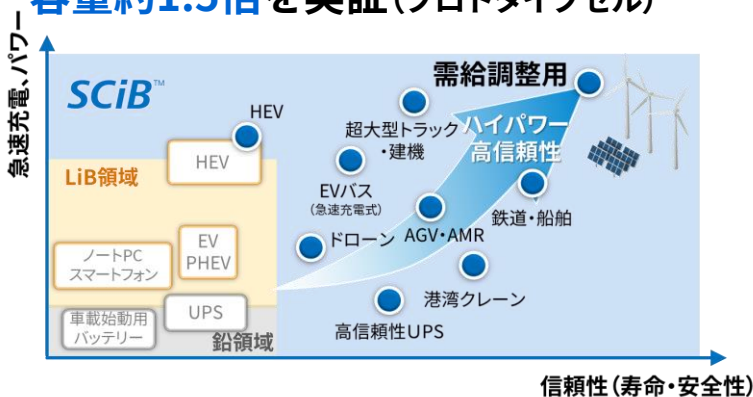 容量約1.5倍を実証(プロトタイプセル)
急速充電、パワー
SCiB™
需給調整用
HEV
超大型トラック
・建機
ハイパワー
高信頼性
HEV
LiB領域
EVバス
(急速充電式)
鉄道・船舶
ドローン
AGV・AMR
EV
PHEV
ノートPC
スマートフォン
港湾クレーン
UPS
車載始動用
バッテリー
鉛領域
高信頼性UPS
信頼性(寿命・安全性)